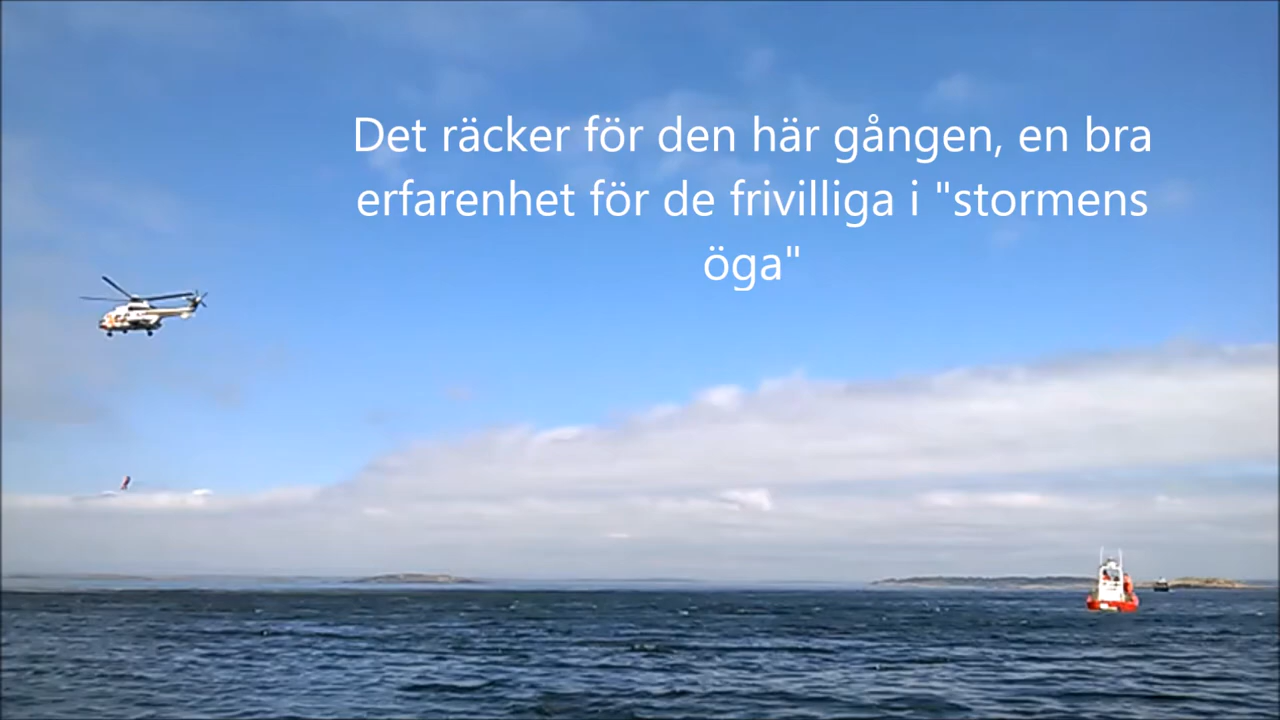 Det räcker för den här gången, en bra
erfarenhet för de frivilliga i "stormens
öga"